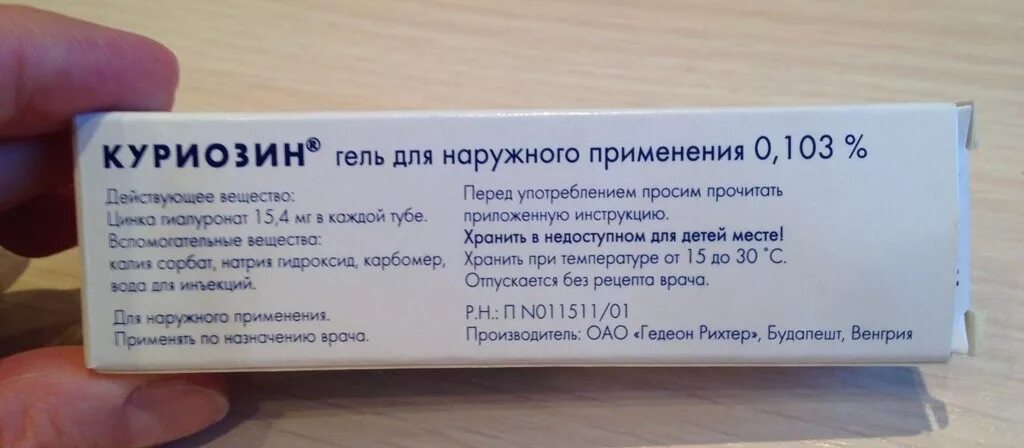 КУРИОЗИН® гель для наружного применения 0,103 %
Действующее вещество:
Цинка гиалуронат 15,4 мг в каждой тубе.
Вспомогательные вещества:
калия сорбат, натрия гидроксид, карбомер,
вода для инъекций.
Для наружного применения.
Применять по назначению врача.
Перед употреблением просим прочитать
приложенную инструкцию.
Хранить в недоступном для детей месте!
Хранить при температуре от 15 до 30 °С.
Отпускается без рецепта врача.
Р.Н.: П N011511/01
Производитель: ОАО «Гедеон Рихтер», Будапешт, Венгрия